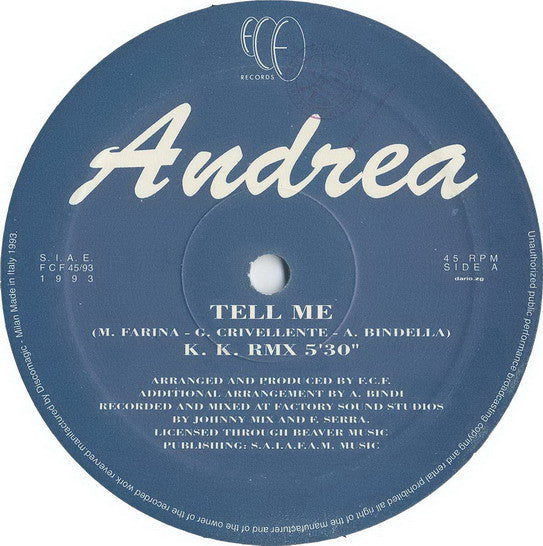 FCF
RECORDS
Andrea
S.I.A.E.
FCF 45/93
1993
45 RPM
SIDE A
dario.zg
TELL ME
(M. FARINA - G. CRIVELLENTE - A. BINDELLA)
K. K. RMX 5'30"
ARRANGED AND PRODUCED BY F.C.F.
ADDITIONAL ARRANGEMENT BY A. BINDI
RECORDED AND MIXED AT FACTORY SOUND STUDIOS
BY JOHNNY MIX AND F. SERRA.
LICENSED THROUGH BEAVER MUSIC
PUBLISHING: S.A.I.A.F.A.M. MUSIC
Unauthorized public performance broadcasting copyng and rental prohibited all right of the manufacturer and of the owner of the recorded work reverved manufactured by Discomagic - Milan Made in Italy 1993.